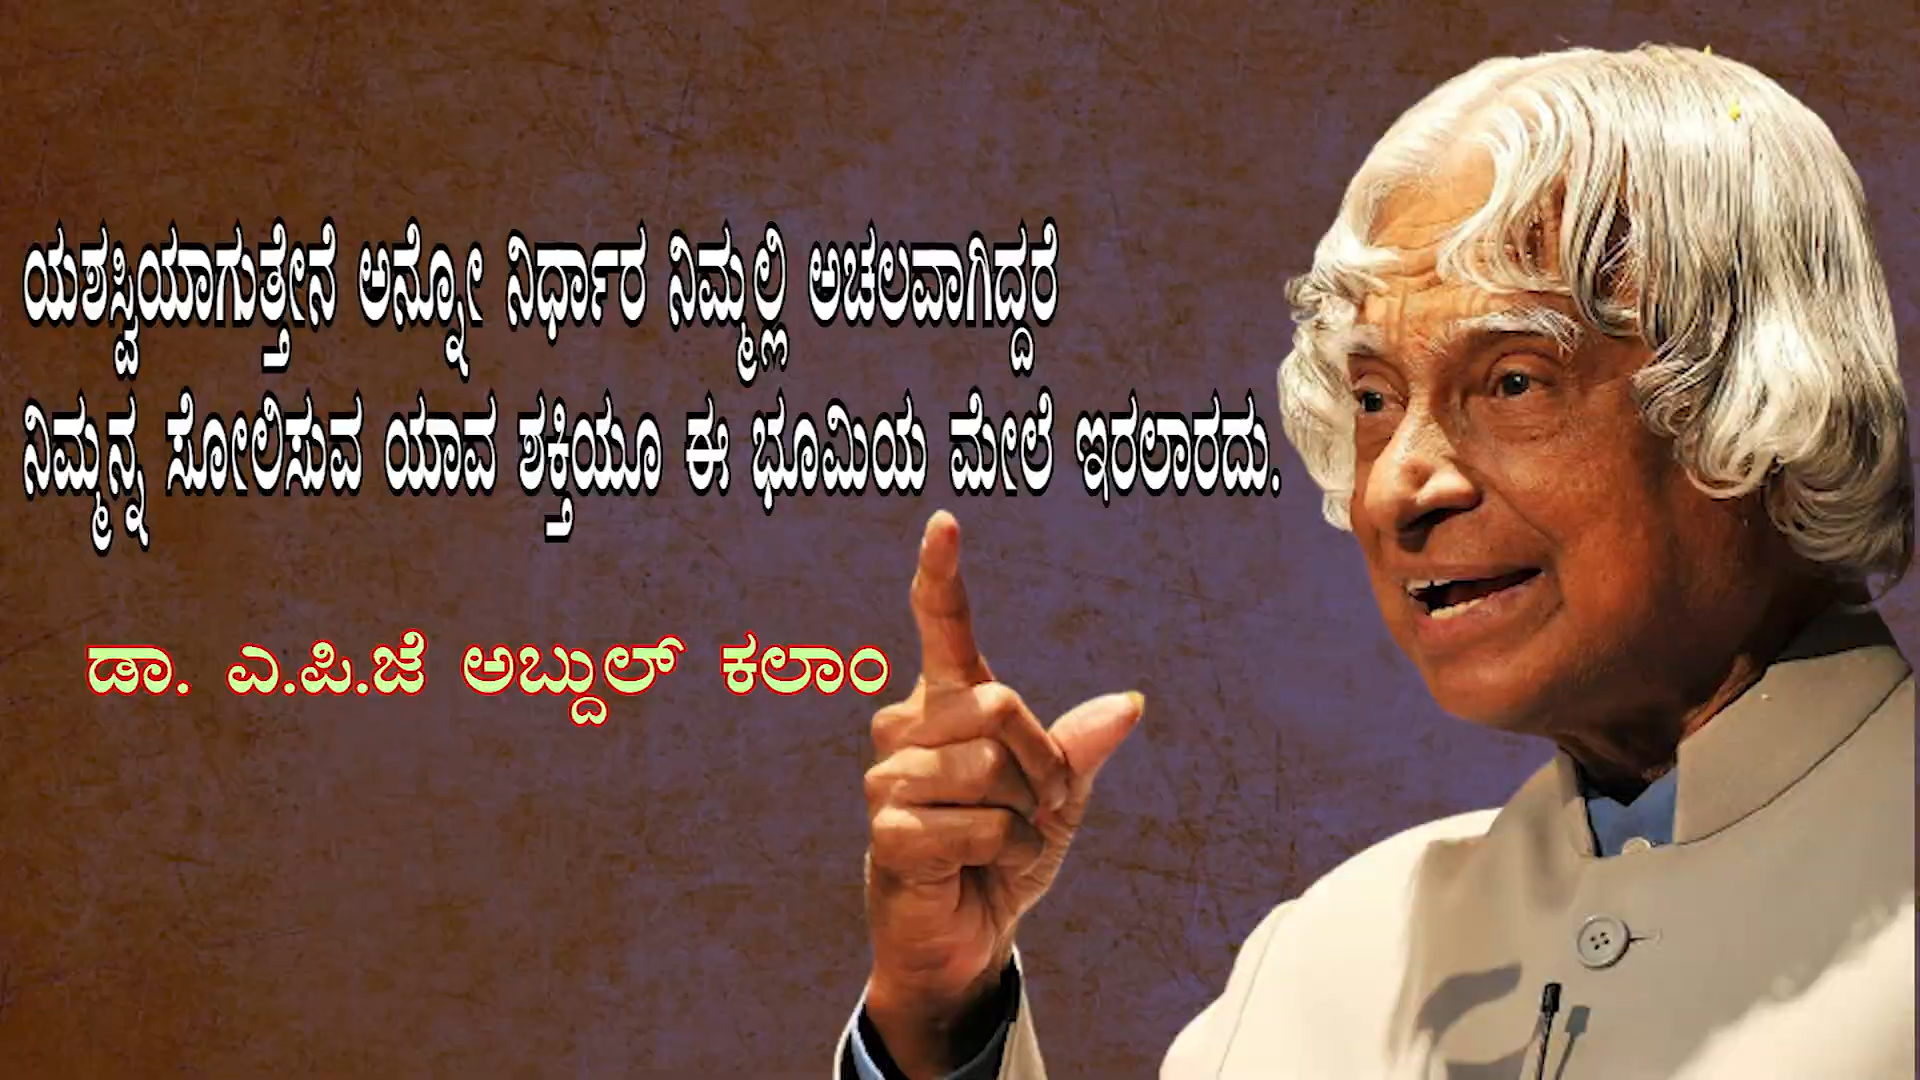 ಯಶಸ್ವಿಯಾಗುತ್ತೇನೆ ಅನ್ನೋ ನಿರ್ಧಾರ ನಿಮ್ಮಲ್ಲಿ ಅಚಲವಾಗಿದ್ದರೆ
ನಿಮ್ಮನ್ನ ಸೋಲಿಸುವ ಯಾವ ಶಕ್ತಿಯೂ ಈ ಭೂಮಿಯ ಮೇಲೆ ಇರಲಾರದು.
ಡಾ. ಎ.ಪಿ.ಜೆ ಅಬ್ದುಲ್ ಕಲಾಂ